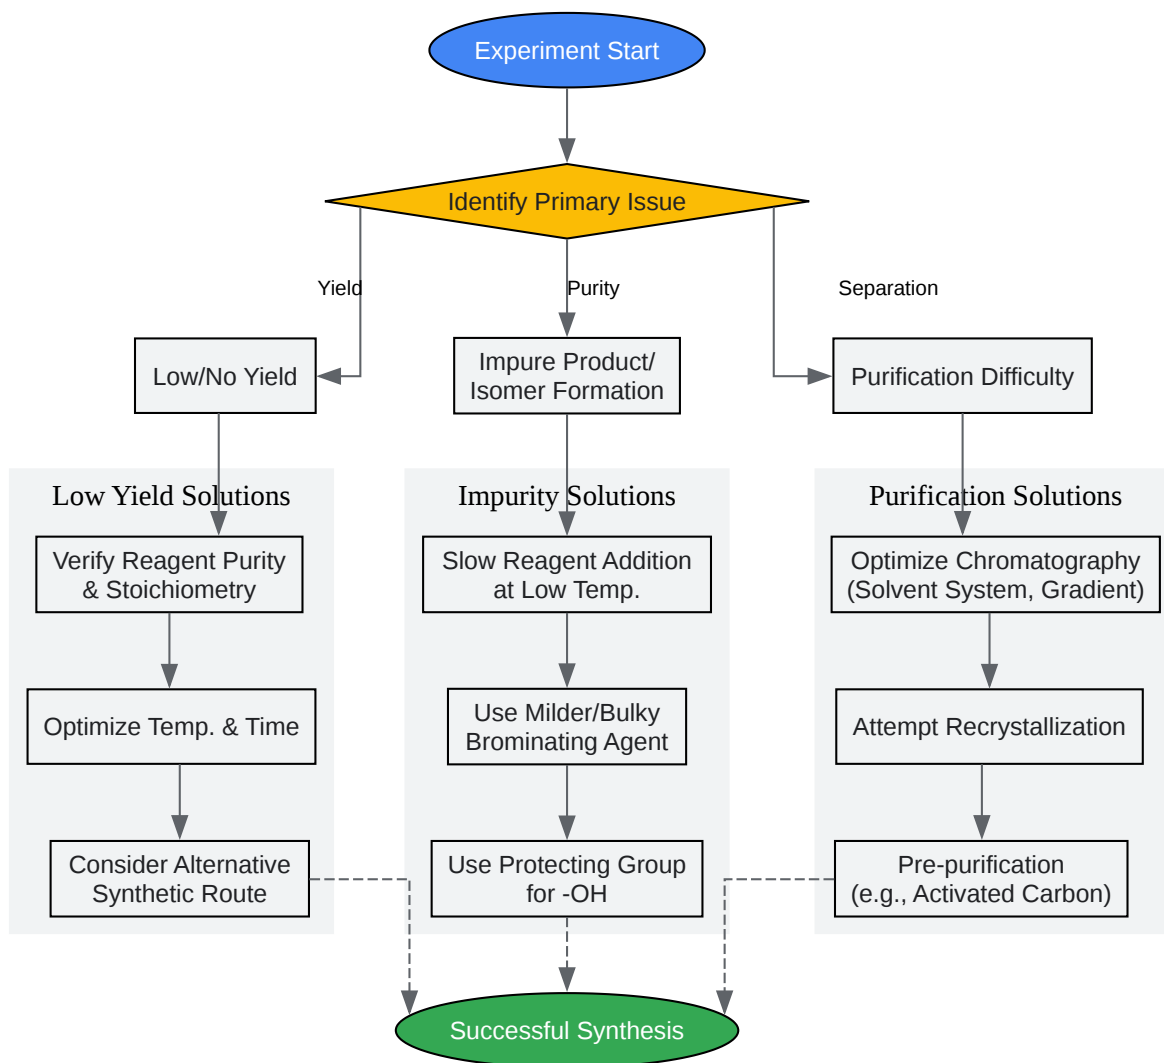 Experiment Start
Identify Primary Issue
Yield
Purity
Separation
Low/No Yield
Impure Product/
Isomer Formation
Purification Difficulty
Low Yield Solutions
Impurity Solutions
Purification Solutions
Verify Reagent Purity
& Stoichiometry
Slow Reagent Addition
at Low Temp.
Optimize Chromatography
(Solvent System, Gradient)
Optimize Temp. & Time
Use Milder/Bulky
Brominating Agent
Attempt Recrystallization
Consider Alternative
Synthetic Route
Use Protecting Group
for -OH
Pre-purification
(e.g., Activated Carbon)
Successful Synthesis